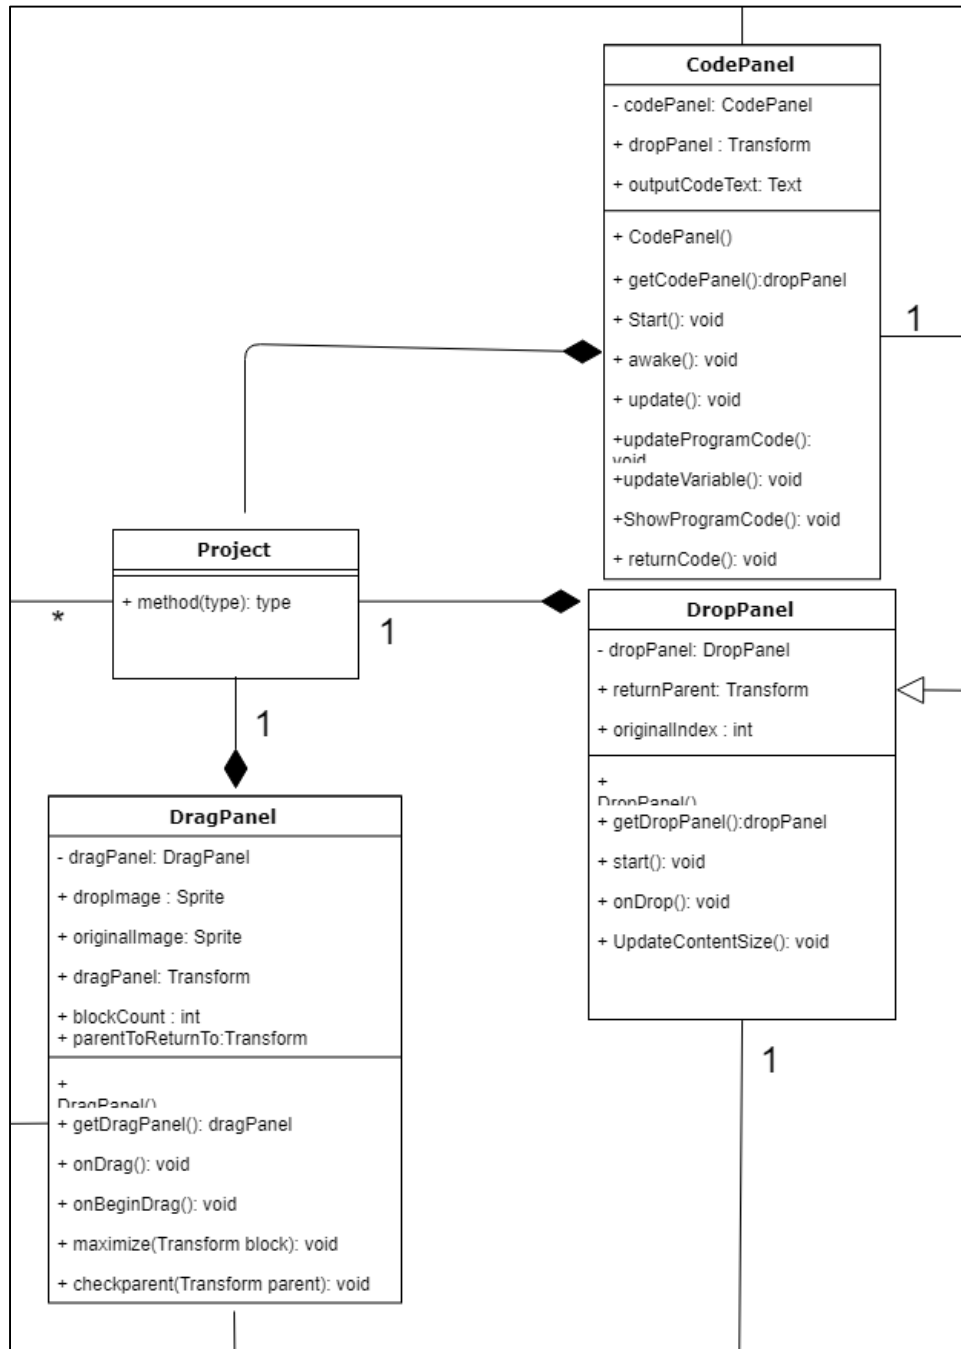 CodePanel
- codePanel: CodePanel
+ dropPanel : Transform
+ outputCodeText: Text
+ CodePanel()
+ getCodePanel():dropPanel
+ Start(): void
1
+ awake(): void
+ update(): void
+updateProgramCode():
void
+updateVariable(): void
+ShowProgramCode(): void
+ returnCode(): void
Project
+ method(type): type
*
1
1
DropPanel
- dropPanel: DropPanel
+ returnParent: Transform
+ originalIndex : int
+
DropPanel()
+ getDropPanel():dropPanel
+ start(): void
+ onDrop(): void
+ UpdateContentSize(): void
1
DragPanel
- dragPanel: DragPanel
+ dropImage : Sprite
+ originalImage: Sprite
+ dragPanel: Transform
+ blockCount : int
+ parentToReturnTo:Transform
+
DragPanel()
+ getDragPanel(): dragPanel
+ onDrag(): void
+ onBeginDrag(): void
+ maximize(Transform block): void
+ checkparent(Transform parent): void